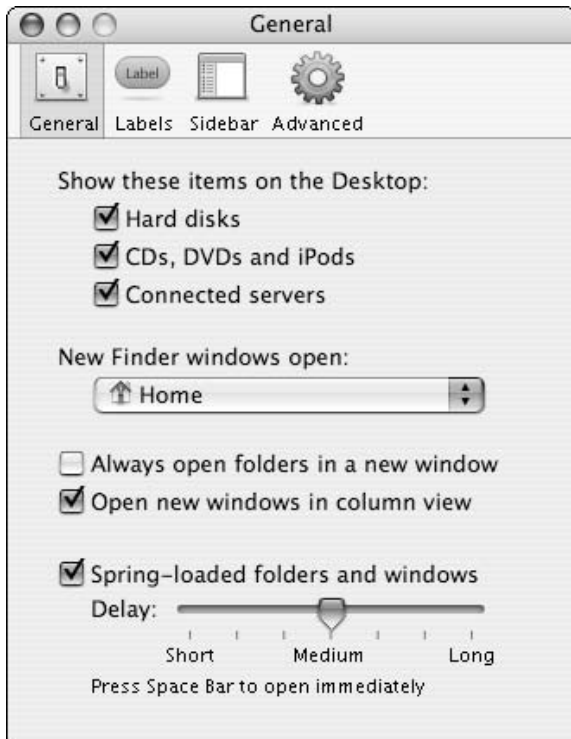 General
Label
General Labels Sidebar Advanced
Show these items on the Desktop:
Hard disks
CDs, DVDs and iPods
Connected servers
New Finder windows open:
Home
Always open folders in a new window
Open new windows in column view
Spring-loaded folders and windows
Delay:
Short Medium Long
Press Space Bar to open immediately